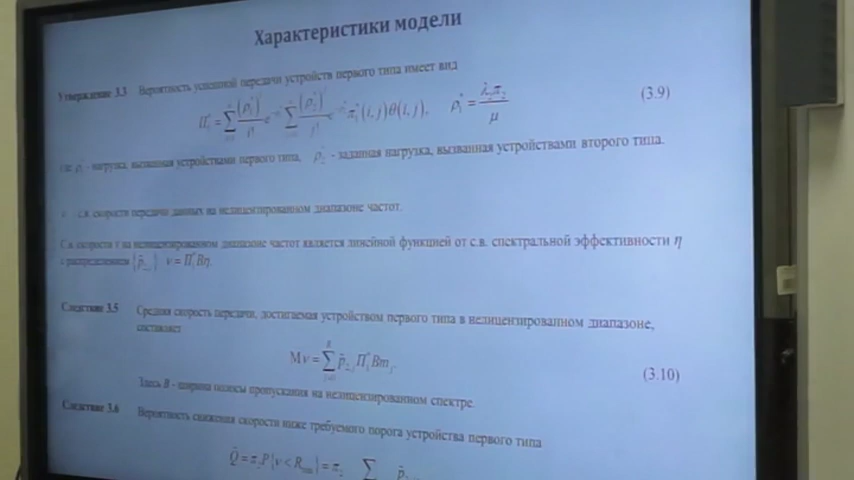 Характеристики модели
Утверждение 3.3 Вероятность успешной передачи устройств первого типа имеет вид
(3.9)
где ρ₁ - нагрузка, вызванная устройствами первого типа, ρ₂* - заданная нагрузка, вызванная устройствами второго типа.
ν - с.в. скорости передачи данных на нелицензированном диапазоне частот.
С.в. скорости ν на нелицензированном диапазоне частот является линейной функцией от с.в. спектральной эффективности η
с распределением ν = Π Bη.
Следствие 3.5 Средняя скорость передачи, достигаемая устройством первого типа в нелицензированном диапазоне,
составляет
(3.10)
Здесь B - ширина полосы пропускания на нелицензированном спектре.
Следствие 3.6 Вероятность снижения скорости ниже требуемого порога устройства первого типа